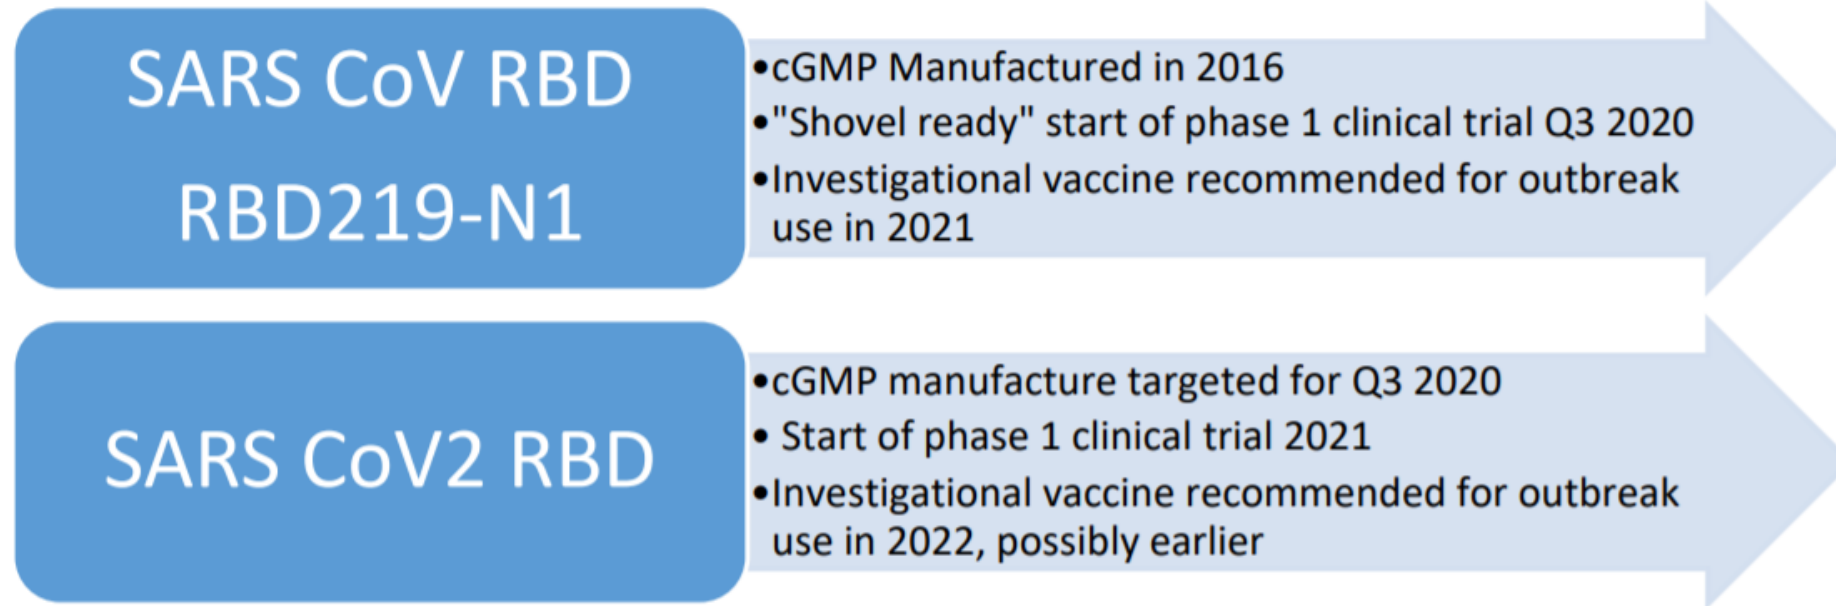 SARS CoV RBD
RBD219-N1
•cGMP Manufactured in 2016
•"Shovel ready" start of phase 1 clinical trial Q3 2020
•Investigational vaccine recommended for outbreak
use in 2021
SARS CoV2 RBD
•cGMP manufacture targeted for Q3 2020
• Start of phase 1 clinical trial 2021
•Investigational vaccine recommended for outbreak
use in 2022, possibly earlier